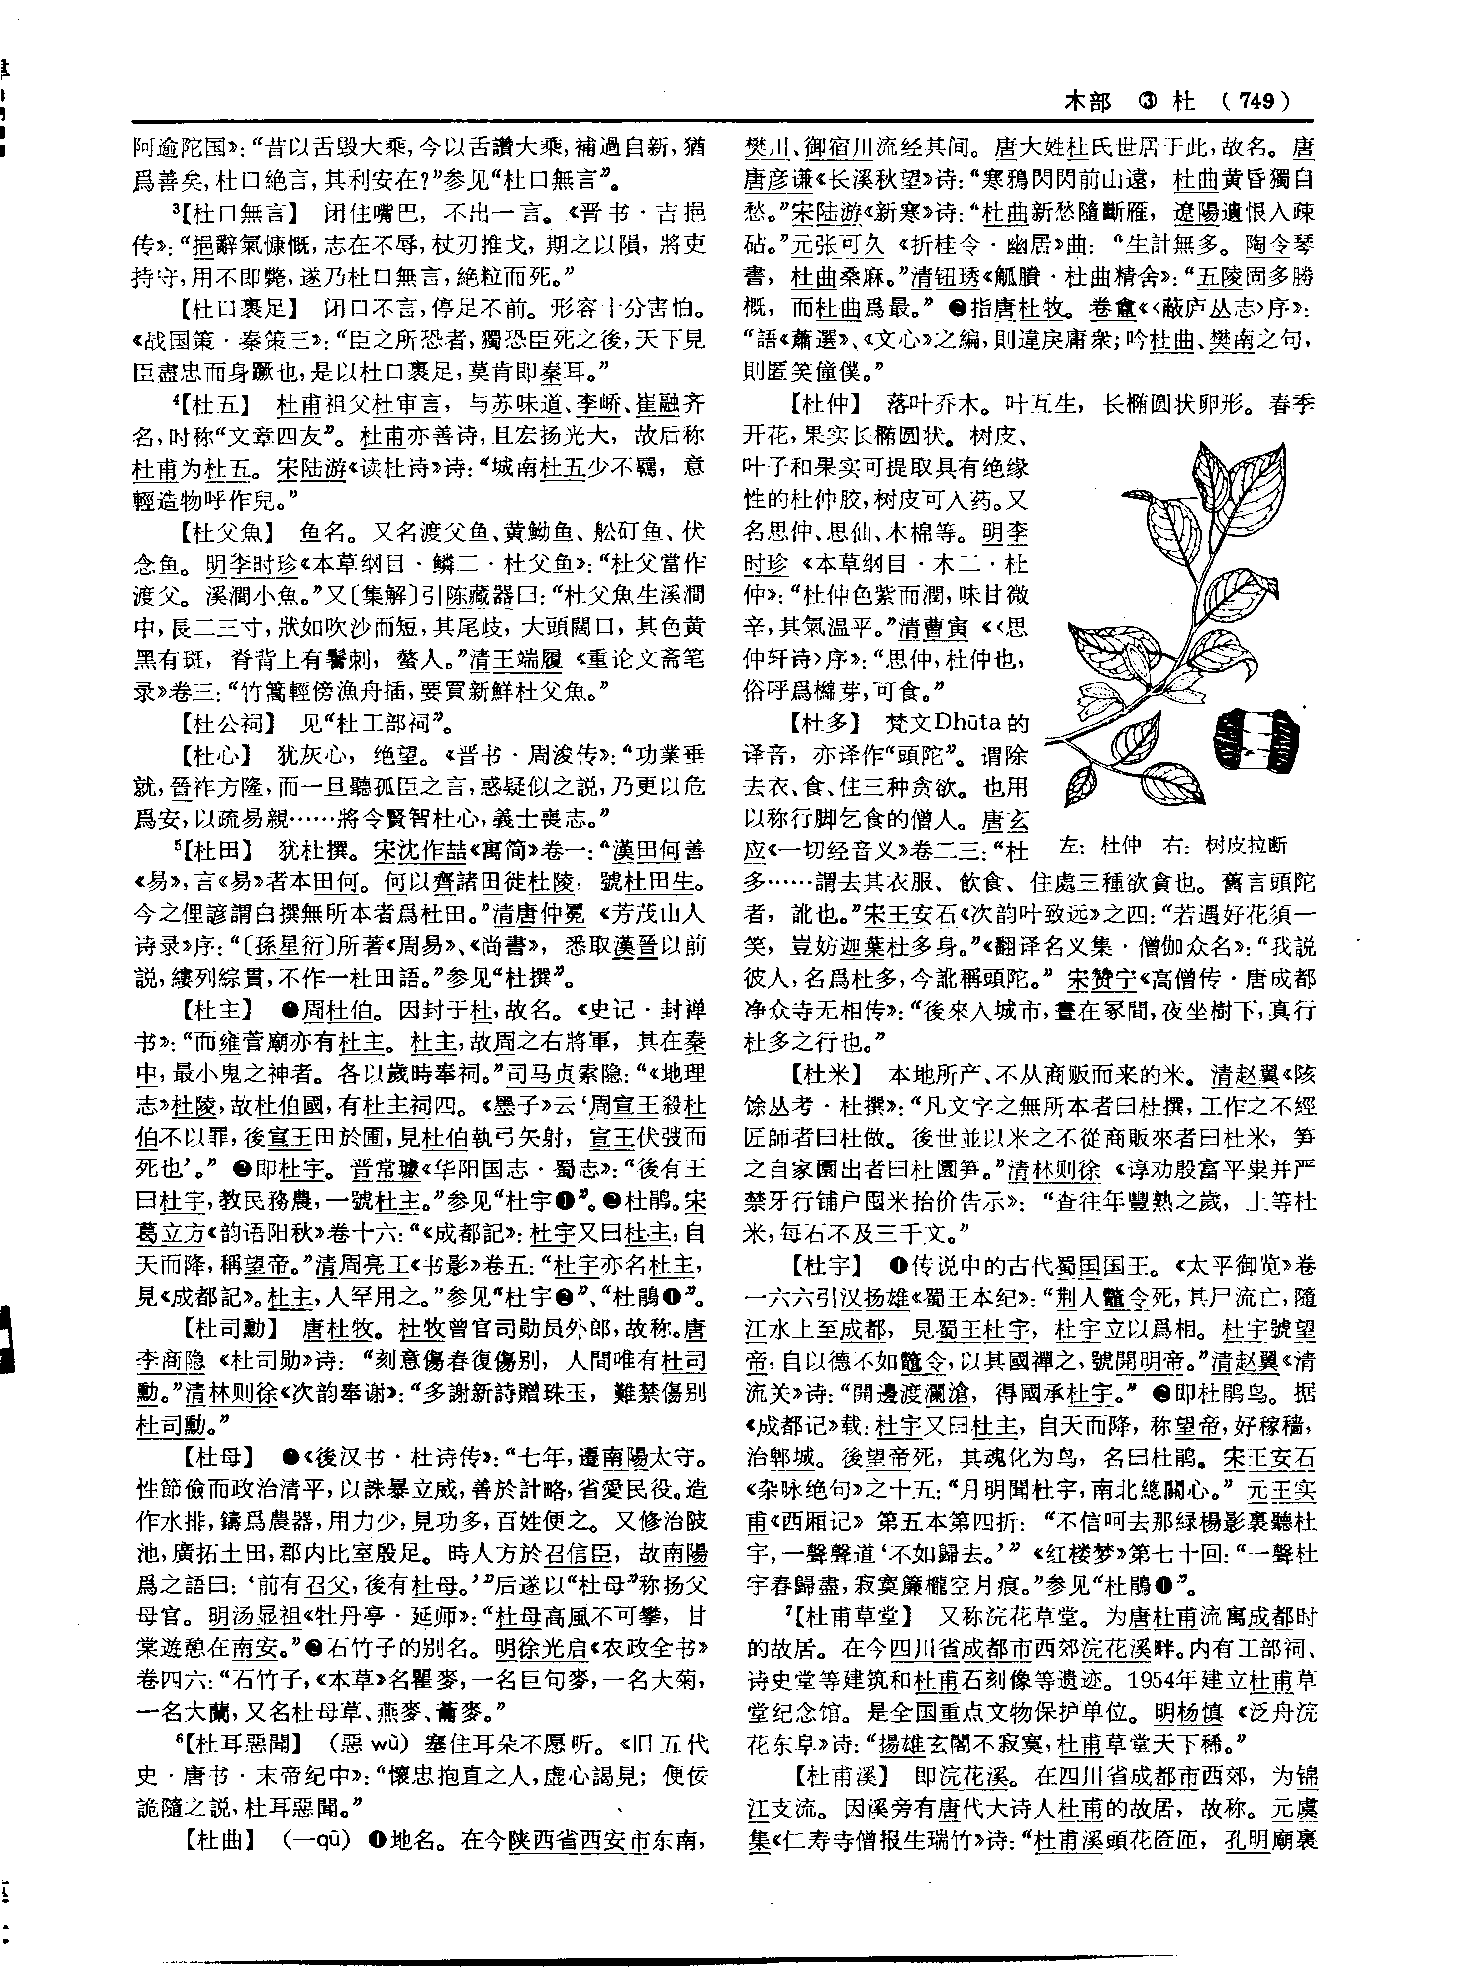 木部 ③ 杜 （749）
阿逾陀国》：“昔以舌毁大乘，今以舌讚大乘，補過自新，猶
爲善矣，杜口絶言，其利安在？”参见“杜口無言”。
³【杜口無言】 闭住嘴巴，不出一言。《晋书·吉挹
传》：“挹辭氣慷慨，志在不辱，杖刃推戈，期之以隕，將吏
持守，用不即斃，遂乃杜口無言，絶粒而死。”
【杜口裹足】 闭口不言，停足不前。形容十分害怕。
《战国策·秦策三》：“臣之所恐者，獨恐臣死之後，天下見
臣盡忠而身蹶也，是以杜口裹足，莫肯即秦耳。”
⁴【杜五】 杜甫祖父杜审言，与苏味道、李峤、崔融齐
名，时称“文章四友”。杜甫亦善诗，且宏扬光大，故后称
杜甫为杜五。宋陆游《读杜诗》诗：“城南杜五少不羈，意
輕造物呼作兒。”
【杜父魚】 鱼名。又名渡父鱼、黄鮋鱼、舩矴鱼、伏
念鱼。明李时珍《本草纲目·鳞二·杜父鱼》：“杜父當作
渡父。溪澗小魚。”又〔集解〕引陈藏器曰：“杜父魚生溪澗
中，長二三寸，狀如吹沙而短，其尾歧，大頭闊口，其色黄
黑有斑，脊背上有鬐刺，螫人。”清王端履《重论文斋笔
录》卷三：“竹篙輕傍漁舟插，要買新鮮杜父魚。”
【杜公祠】 见“杜工部祠”。
【杜心】 犹灰心，绝望。《晋书·周浚传》：“功業垂
就，晉祚方隆，而一旦聽孤臣之言，惑疑似之説，乃更以危
爲安，以疏易親……將令賢智杜心，義士喪志。”
⁵【杜田】 犹杜撰。宋沈作喆《寓简》卷一：“漢田何善
《易》，言《易》者本田何。何以齊諸田徙杜陵，號杜田生。
今之俚諺謂白撰無所本者爲杜田。”清唐仲冕《芳茂山人
诗录》序：“〔孫星衍〕所著《周易》、《尚書》，悉取漢晉以前
説，縷列綜貫，不作一杜田語。”参见“杜撰”。
【杜主】 ❶周杜伯。因封于杜，故名。《史记·封禅
书》：“而雍菅廟亦有杜主。杜主，故周之右將軍，其在秦
中，最小鬼之神者。各以歲時奉祠。”司马贞索隐：“《地理
志》杜陵，故杜伯國，有杜主祠四。《墨子》云‘周宣王殺杜
伯不以罪，後宣王田於圃，見杜伯執弓矢射，宣王伏弢而
死也’。” ❷即杜宇。晋常璩《华阳国志·蜀志》：“後有王
曰杜宇，教民務農，一號杜主。”参见“杜宇❶”。❷杜鹃。宋
葛立方《韵语阳秋》卷十六：“《成都記》：杜宇又曰杜主，自
天而降，稱望帝。”清周亮工《书影》卷五：“杜宇亦名杜主，
見《成都記》。杜主，人罕用之。”参见“杜宇❷”、“杜鵑❶”。
【杜司勳】 唐杜牧。杜牧曾官司勋员外郎，故称。唐
李商隐《杜司勋》诗：“刻意傷春復傷别，人間唯有杜司
勳。”清林则徐《次韵奉谢》：“多謝新詩贈珠玉，難禁傷别
杜司勳。”
【杜母】 ❶《後汉书·杜诗传》：“七年，遷南陽太守。
性節儉而政治清平，以誅暴立威，善於計略，省愛民役。造
作水排，鑄爲農器，用力少，見功多，百姓便之。又修治陂
池，廣拓土田，郡内比室殷足。時人方於召信臣，故南陽
爲之語曰：‘前有召父，後有杜母。’”后遂以“杜母”称扬父
母官。明汤显祖《牡丹亭·延师》：“杜母高風不可攀，甘
棠遊憩在南安。”❷石竹子的别名。明徐光启《农政全书》
卷四六：“石竹子，《本草》名瞿麥，一名巨句麥，一名大菊，
一名大蘭，又名杜母草、燕麥、蘥麥。”
⁶【杜耳惡聞】 （惡 wù）塞住耳朵不愿听。《旧五代
史·唐书·末帝纪中》：“懷忠抱直之人，虚心謁見；便佞
詭隨之説，杜耳惡聞。”
【杜曲】 （一qū）❶地名。在今陕西省西安市东南，
樊川、御宿川流经其间。唐大姓杜氏世居于此，故名。唐
唐彦谦《长溪秋望》诗：“寒鴉閃閃前山遠，杜曲黄昏獨自
愁。”宋陆游《新寒》诗：“杜曲新愁隨斷雁，遼陽遺恨入疎
砧。”元张可久《折桂令·幽居》曲：“生計無多。陶令琴
書，杜曲桑麻。”清钮琇《觚賸·杜曲精舍》：“五陵固多勝
概，而杜曲爲最。” ❷指唐杜牧。卷盦《〈蔽庐丛志〉序》：
“語《蕭選》、《文心》之编，則違戾庸衆；吟杜曲、樊南之句，
則匿笑僮僕。”
【杜仲】 落叶乔木。叶互生，长椭圆状卵形。春季
开花，果实长椭圆状。树皮、
叶子和果实可提取具有绝缘
性的杜仲胶，树皮可入药。又
名思仲、思仙、木棉等。明李
时珍《本草纲目·木二·杜
仲》：“杜仲色紫而潤，味甘微
辛，其氣温平。”清曹寅《〈思
仲轩诗〉序》：“思仲，杜仲也，
俗呼爲檰芽，可食。”
【杜多】 梵文Dhūta的
译音，亦译作“頭陀”。谓除
去衣、食、住三种贪欲。也用
以称行脚乞食的僧人。唐玄
应《一切经音义》卷二三：“杜
左：杜仲 右：树皮拉断
多……謂去其衣服、飲食、住處三種欲貪也。舊言頭陀
者，訛也。”宋王安石《次韵叶致远》之四：“若遇好花須一
笑，豈妨迦葉杜多身。”《翻译名义集·僧伽众名》：“我説
彼人，名爲杜多，今訛稱頭陀。” 宋赞宁《高僧传·唐成都
净众寺无相传》：“後來入城市，晝在冢間，夜坐樹下，真行
杜多之行也。”
【杜米】 本地所产、不从商贩而来的米。清赵翼《陔
馀丛考·杜撰》：“凡文字之無所本者曰杜撰，工作之不經
匠師者曰杜做。後世並以米之不從商販來者曰杜米，笋
之自家園出者曰杜園笋。”清林则徐《谆劝殷富平粜并严
禁牙行铺户囤米抬价告示》：“查往年豐熟之歲，上等杜
米，每石不及三千文。”
【杜宇】 ❶传说中的古代蜀国国王。《太平御览》卷
一六六引汉扬雄《蜀王本纪》：“荆人鼈令死，其尸流亡，隨
江水上至成都，見蜀王杜宇，杜宇立以爲相。杜宇號望
帝，自以德不如鼈令，以其國禪之，號開明帝。”清赵翼《清
流关》诗：“開邊渡瀾滄，得國承杜宇。” ❷即杜鹃鸟。据
《成都记》载：杜宇又曰杜主，自天而降，称望帝，好稼穑，
治郫城。後望帝死，其魂化为鸟，名曰杜鹃。宋王安石
《杂咏绝句》之十五：“月明聞杜宇，南北總關心。” 元王实
甫《西厢记》第五本第四折：“不信呵去那緑楊影裏聽杜
宇，一聲聲道‘不如歸去。’” 《红楼梦》第七十回：“一聲杜
宇春歸盡，寂寞簾櫳空月痕。”参见“杜鵑❶”。
⁷【杜甫草堂】 又称浣花草堂。为唐杜甫流寓成都时
的故居。在今四川省成都市西郊浣花溪畔。内有工部祠、
诗史堂等建筑和杜甫石刻像等遗迹。1954年建立杜甫草
堂纪念馆。是全国重点文物保护单位。明杨慎《泛舟浣
花东皋》诗：“揚雄玄閣不寂寞，杜甫草堂天下稀。”
【杜甫溪】 即浣花溪。在四川省成都市西郊，为锦
江支流。因溪旁有唐代大诗人杜甫的故居，故称。元虞
集《仁寿寺僧报生瑞竹》诗：“杜甫溪頭花匼匝，孔明廟裏